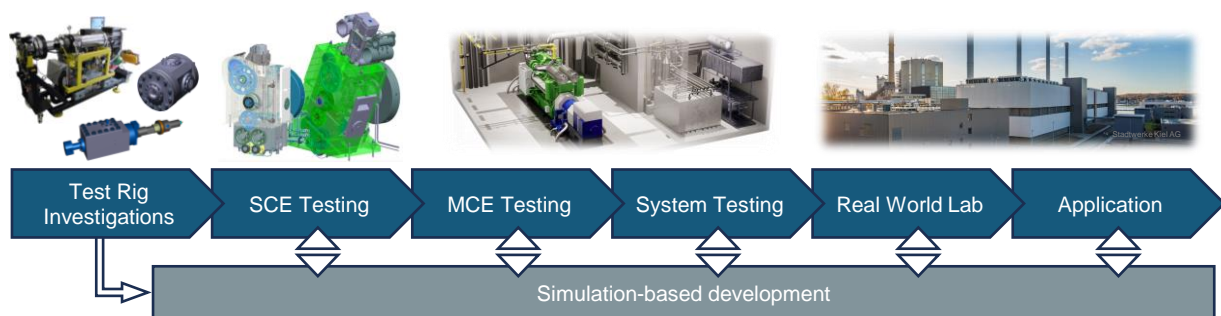 Stadtwerke Kiel AG
Test Rig
Investigations
SCE Testing
MCE Testing
System Testing
Real World Lab
Application
Simulation-based development